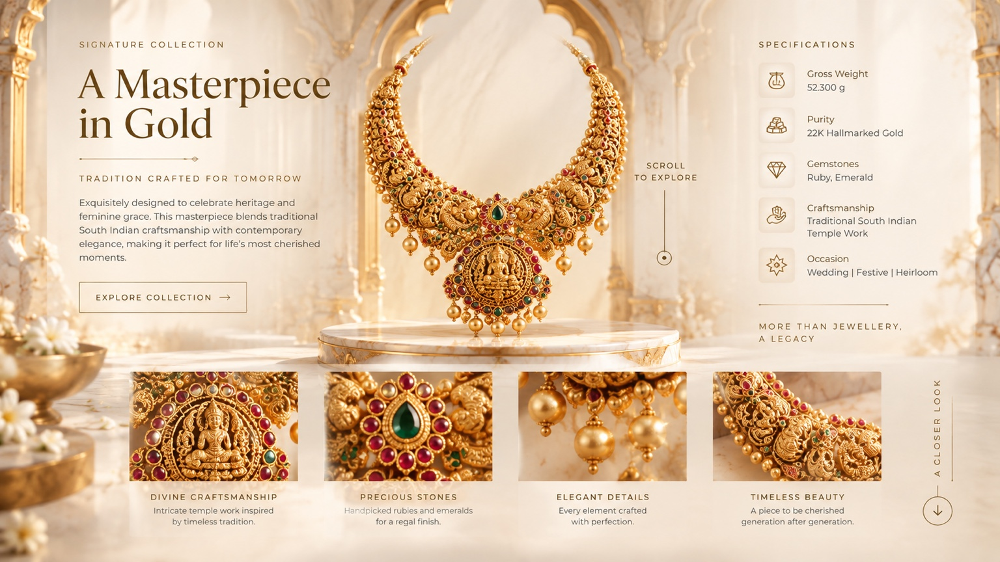 SIGNATURE COLLECTION
A Masterpiece
in Gold
TRADITION CRAFTED FOR TOMORROW
Exquisitely designed to celebrate heritage and
feminine grace. This masterpiece blends traditional
South Indian craftsmanship with contemporary
elegance, making it perfect for life's most cherished
moments.
EXPLORE COLLECTION
SCROLL
TO EXPLORE
SPECIFICATIONS
Gross Weight
52.300 g
Purity
22K Hallmarked Gold
Gemstones
Ruby, Emerald
Craftsmanship
Traditional South Indian
Temple Work
Occasion
Wedding | Festive | Heirloom
MORE THAN JEWELLERY,
A LEGACY
DIVINE CRAFTSMANSHIP
Intricate temple work inspired
by timeless tradition.
PRECIOUS STONES
Handpicked rubies and emeralds
for a regal finish.
ELEGANT DETAILS
Every element crafted
with perfection.
TIMELESS BEAUTY
A piece to be cherished
generation after generation.
A CLOSER LOOK